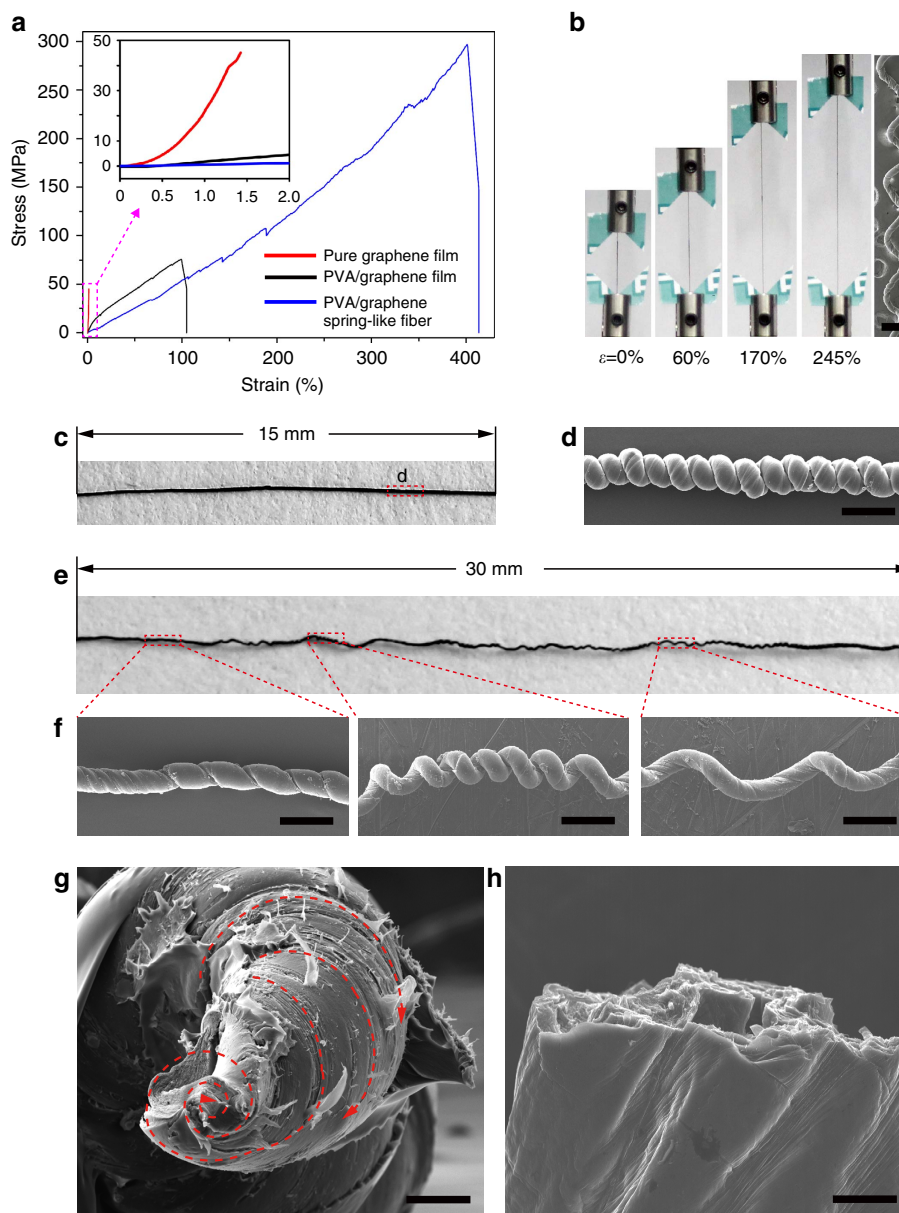 a
Stress (MPa)
300
250
200
150
100
50
0
0
100
200
300
400
Strain (%)
50
40
10
0
0
0.5
1.0
1.5
2.0
Pure graphene film
PVA/graphene film
PVA/graphene
spring-like fiber
b
ε=0%
60%
170%
245%
c
15 mm
d
d
e
30 mm
f
g
h